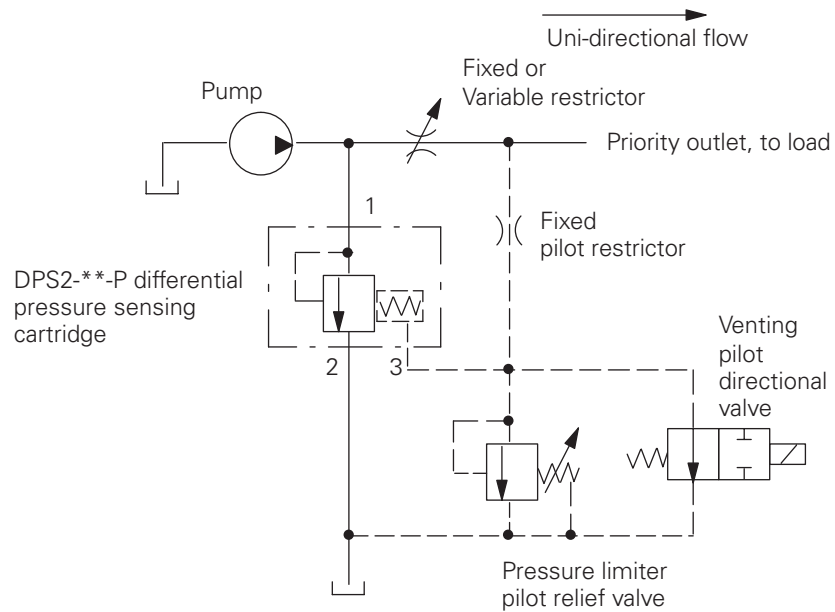 Uni-directional flow
Fixed or
Variable restrictor
Pump
Priority outlet, to load
1
Fixed
pilot restrictor
DPS2-**-P differential
pressure sensing
cartridge
2
3
Venting
pilot
directional
valve
Pressure limiter
pilot relief valve